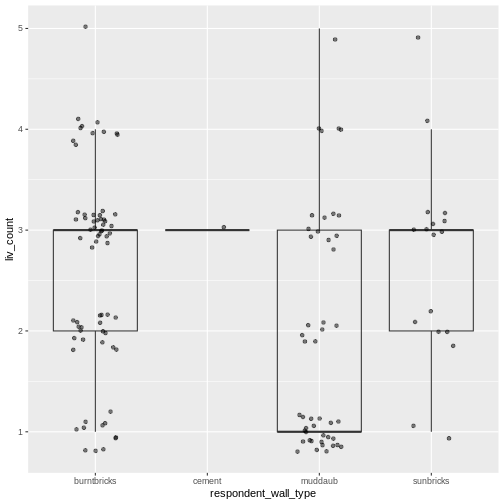 5
4
3
2
1
liv_count
burntbricks cement muddaub sunbricks
respondent_wall_type